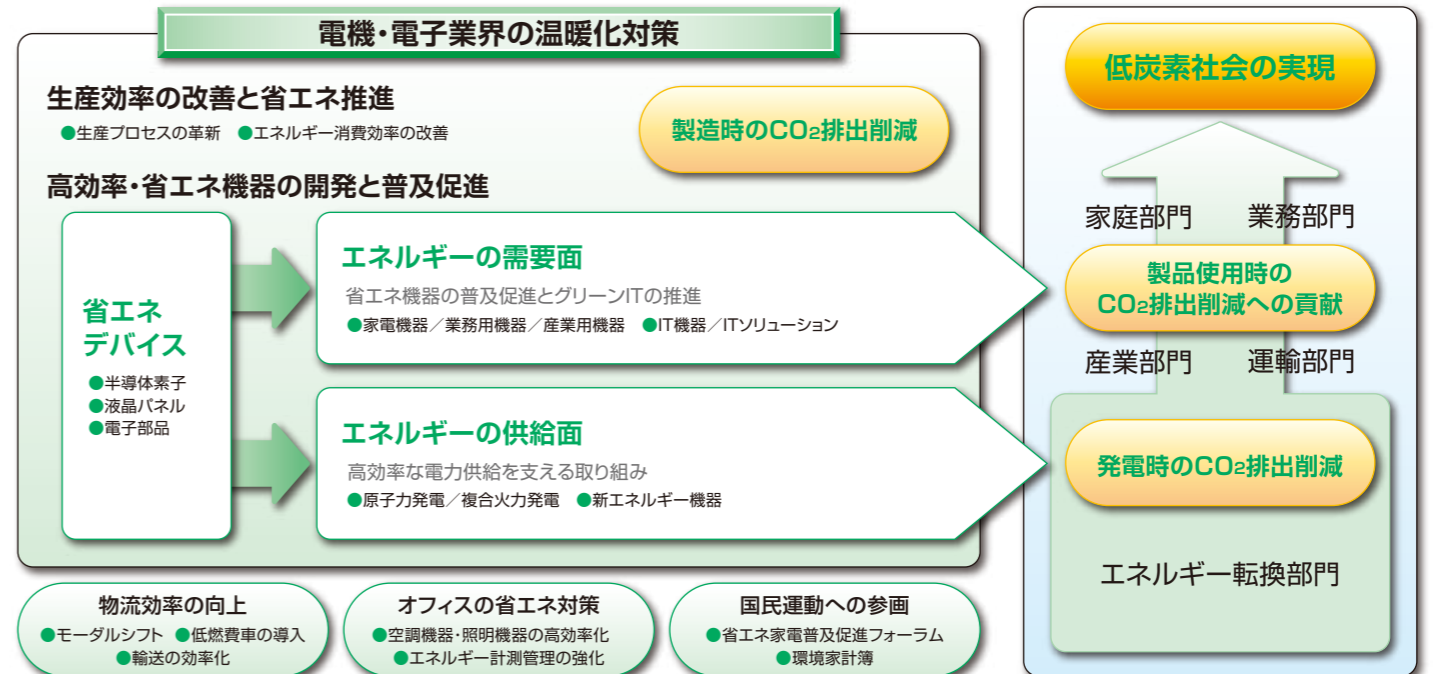 電機・電子業界の温暖化対策
生産効率の改善と省エネ推進
●生産プロセスの革新 ●エネルギー消費効率の改善
製造時のCO₂排出削減
高効率・省エネ機器の開発と普及促進
省エネ
デバイス
●半導体素子
●液晶パネル
●電子部品
エネルギーの需要面
省エネ機器の普及促進とグリーンITの推進
●家電機器／業務用機器／産業用機器 ●IT機器／ITソリューション
エネルギーの供給面
高効率な電力供給を支える取り組み
●原子力発電／複合火力発電 ●新エネルギー機器
低炭素社会の実現
家庭部門 業務部門
製品使用時の
CO₂排出削減への貢献
産業部門 運輸部門
発電時のCO₂排出削減
エネルギー転換部門
物流効率の向上
●モーダルシフト ●低燃費車の導入
●輸送の効率化
オフィスの省エネ対策
●空調機器・照明機器の高効率化
●エネルギー計測管理の強化
国民運動への参画
●省エネ家電普及促進フォーラム
●環境家計簿